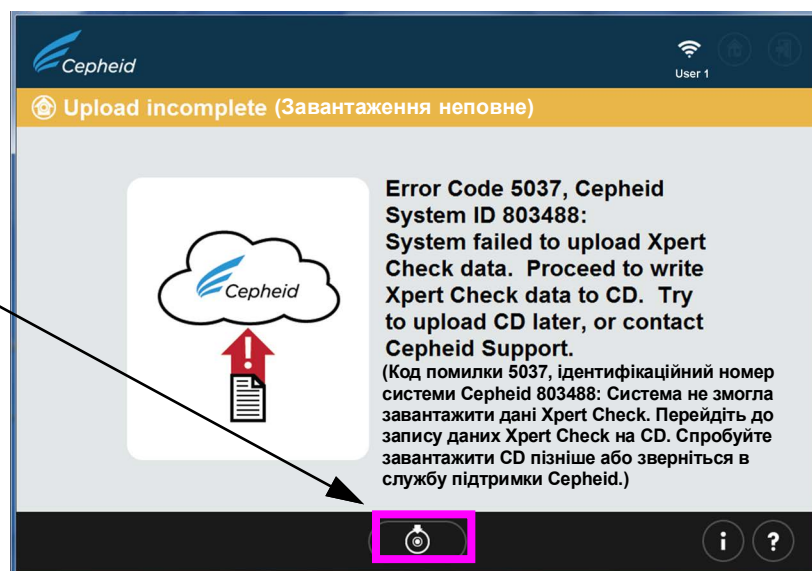 Cepheid
User 1
Upload incomplete (Завантаження неповне)
Error Code 5037, Cepheid
System ID 803488:
System failed to upload Xpert
Check data. Proceed to write
Xpert Check data to CD. Try
to upload CD later, or contact
Cepheid Support.
(Код помилки 5037, ідентифікаційний номер
системи Cepheid 803488: Система не змогла
завантажити дані Xpert Check. Перейдіть до
запису даних Xpert Check на CD. Спробуйте
завантажити CD пізніше або зверніться в
службу підтримки Cepheid.)
Cepheid
!
i ?